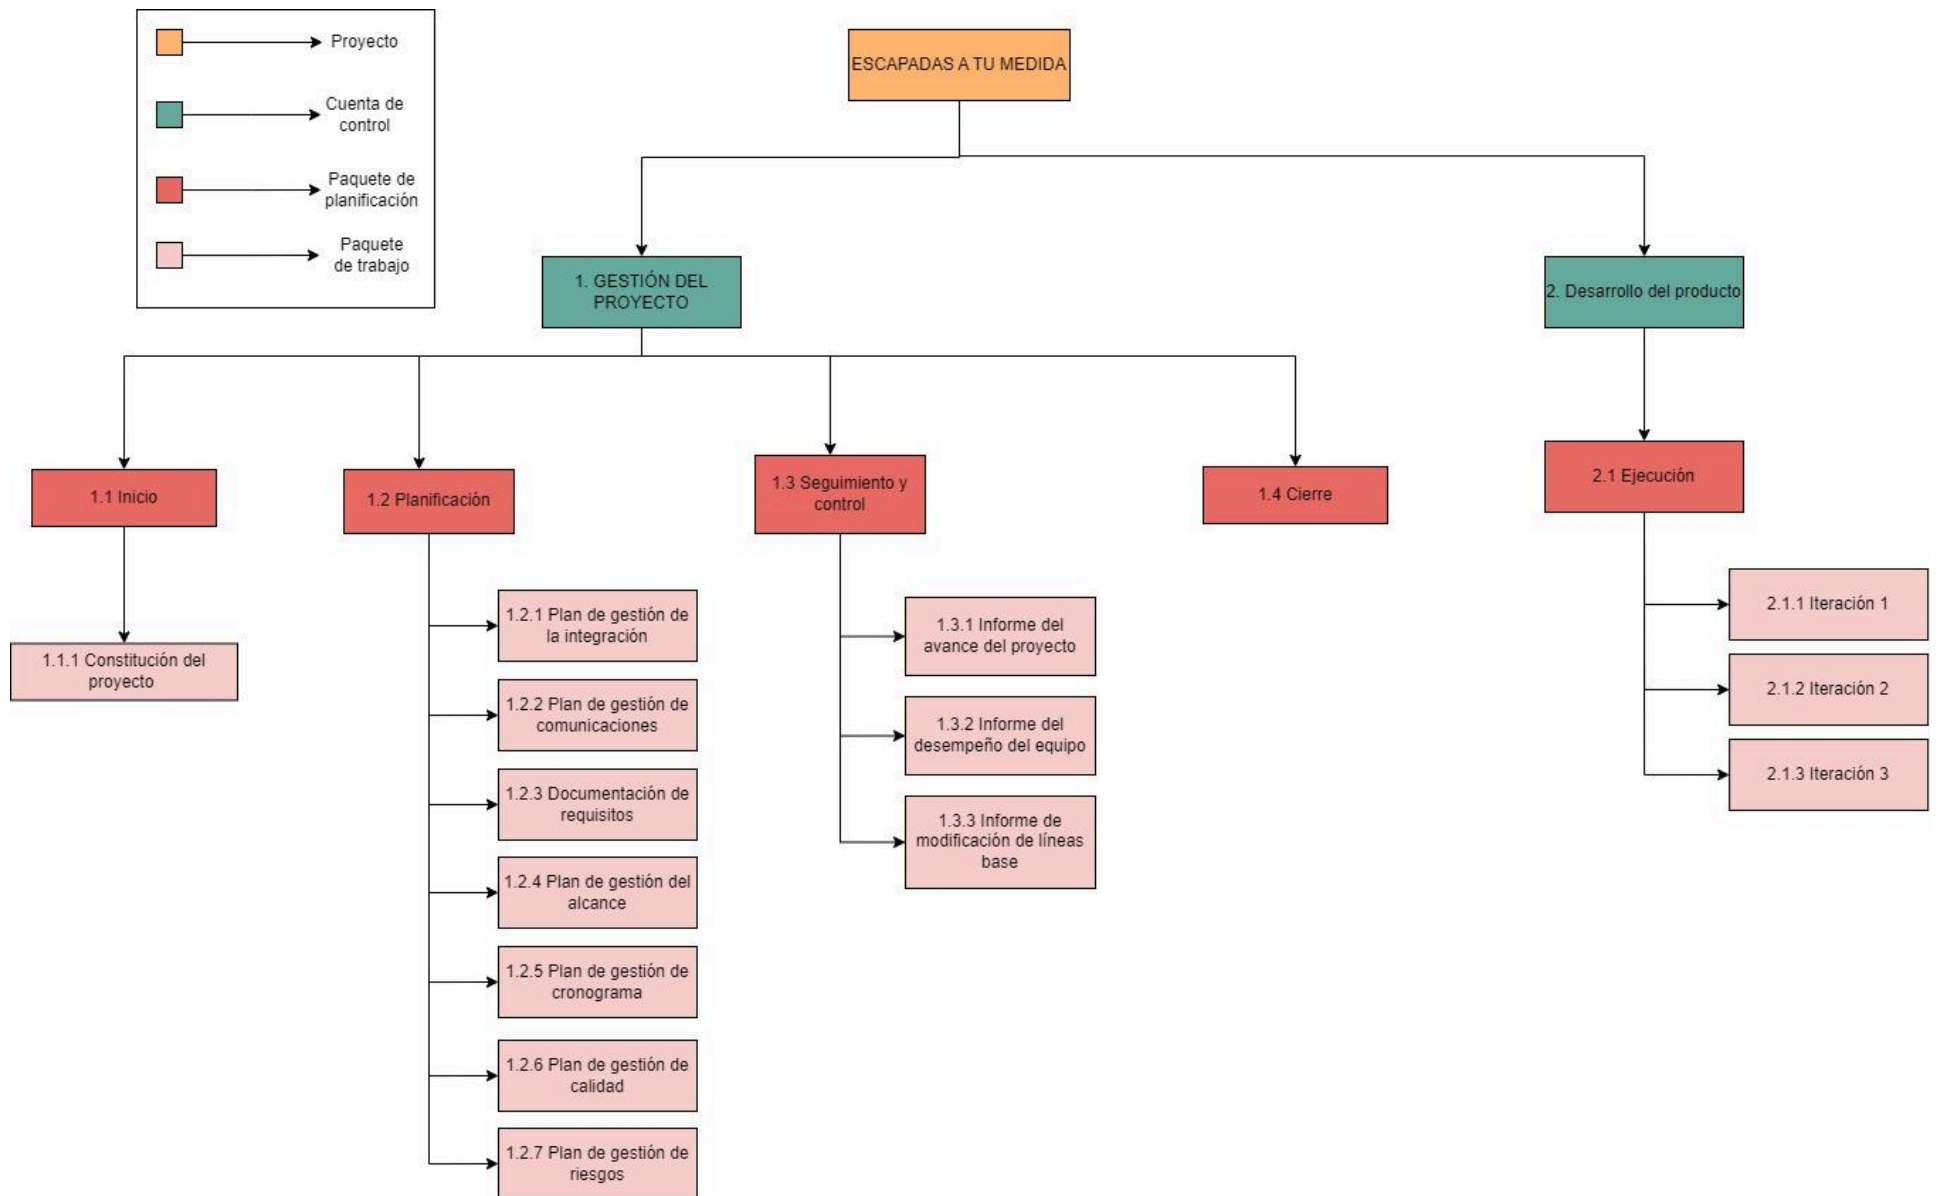 Proyecto
Cuenta de
control
Paquete de
planificación
Paquete
de trabajo
ESCAPADAS A TU MEDIDA
1. GESTIÓN DEL
PROYECTO
2. Desarrollo del producto
1.1 Inicio
1.2 Planificación
1.3 Seguimiento y
control
1.4 Cierre
2.1 Ejecución
1.1.1 Constitución del
proyecto
1.2.1 Plan de gestión de
la integración
1.2.2 Plan de gestión de
comunicaciones
1.2.3 Documentación de
requisitos
1.2.4 Plan de gestión del
alcance
1.2.5 Plan de gestión de
cronograma
1.2.6 Plan de gestión de
calidad
1.2.7 Plan de gestión de
riesgos
1.3.1 Informe del
avance del proyecto
1.3.2 Informe del
desempeño del equipo
1.3.3 Informe de
modificación de líneas
base
2.1.1 Iteración 1
2.1.2 Iteración 2
2.1.3 Iteración 3